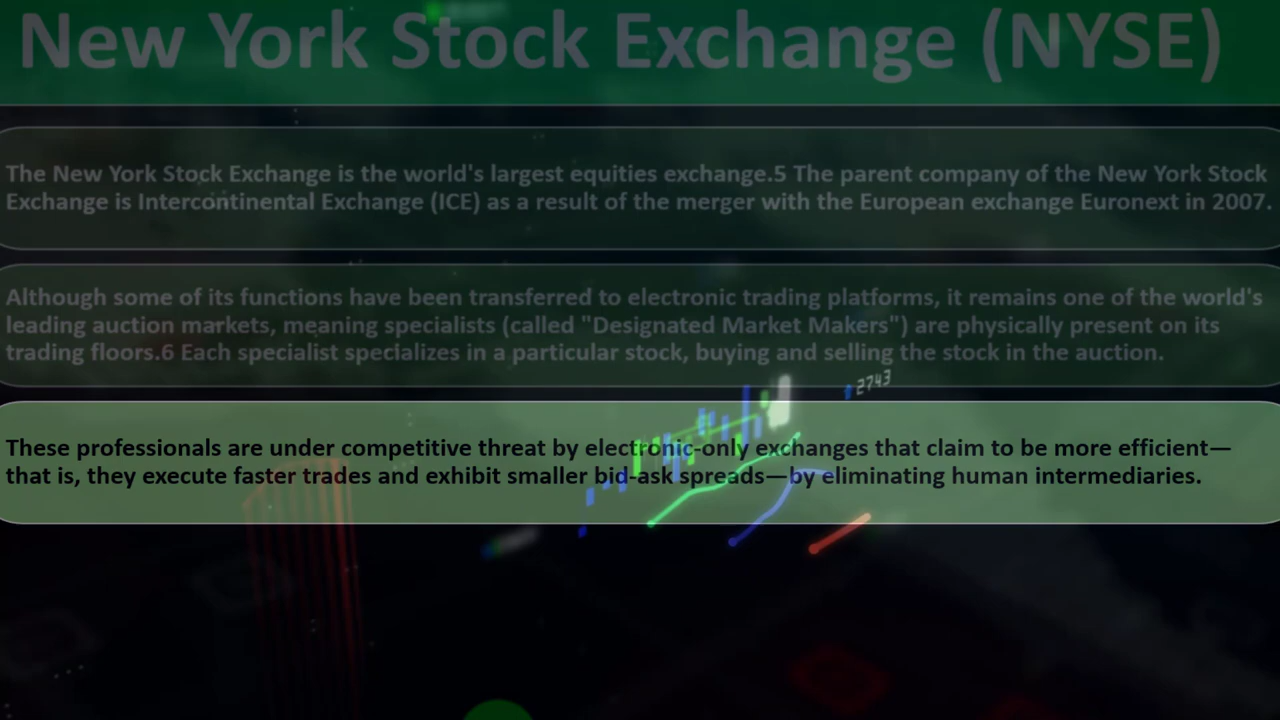 New York Stock Exchange (NYSE)
The New York Stock Exchange is the world's largest equities exchange.5 The parent company of the New York Stock
Exchange is Intercontinental Exchange (ICE) as a result of the merger with the European exchange Euronext in 2007.
Although some of its functions have been transferred to electronic trading platforms, it remains one of the world's
leading auction markets, meaning specialists (called "Designated Market Makers") are physically present on its
trading floors.6 Each specialist specializes in a particular stock, buying and selling the stock in the auction.
2743
These professionals are under competitive threat by electronic-only exchanges that claim to be more efficient—
that is, they execute faster trades and exhibit smaller bid-ask spreads—by eliminating human intermediaries.